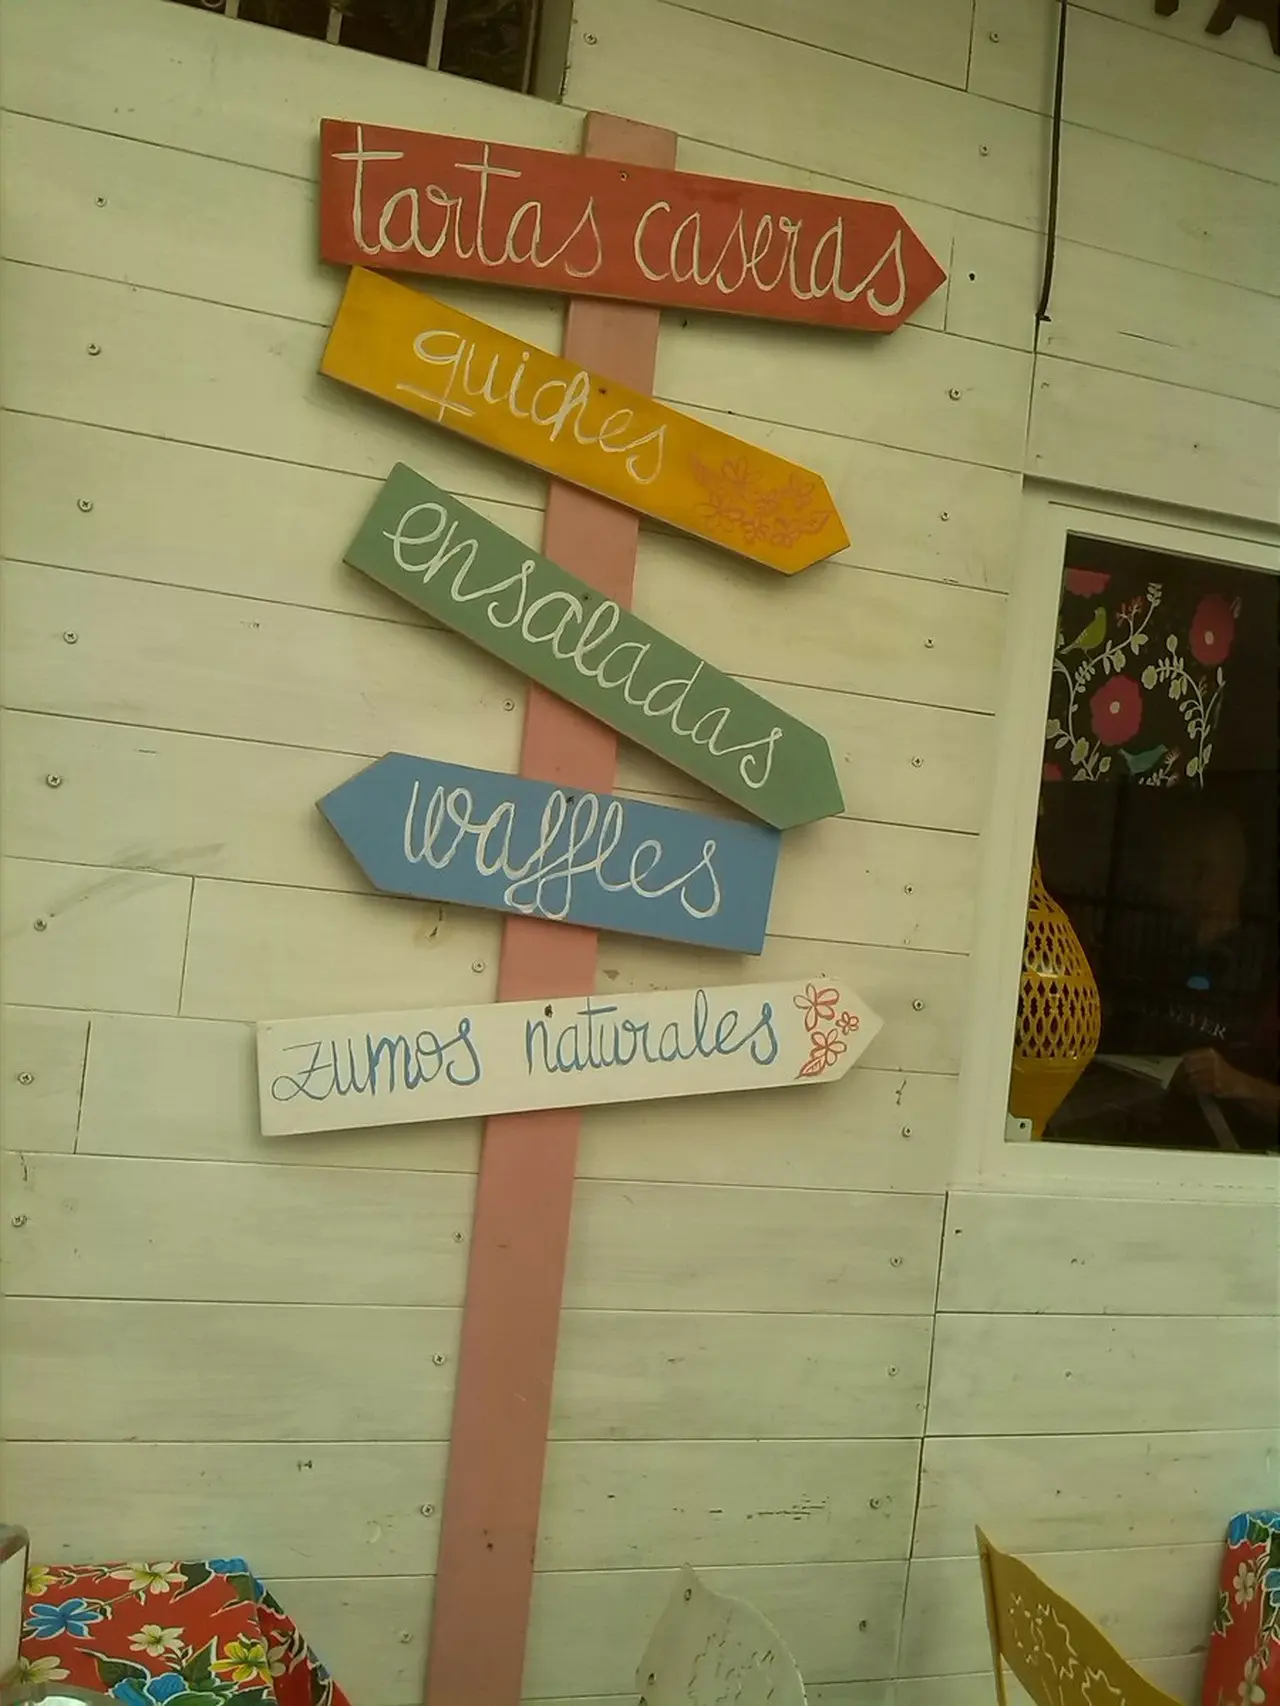 tartas caseras
quiches
ensaladas
waffles
zumos naturales